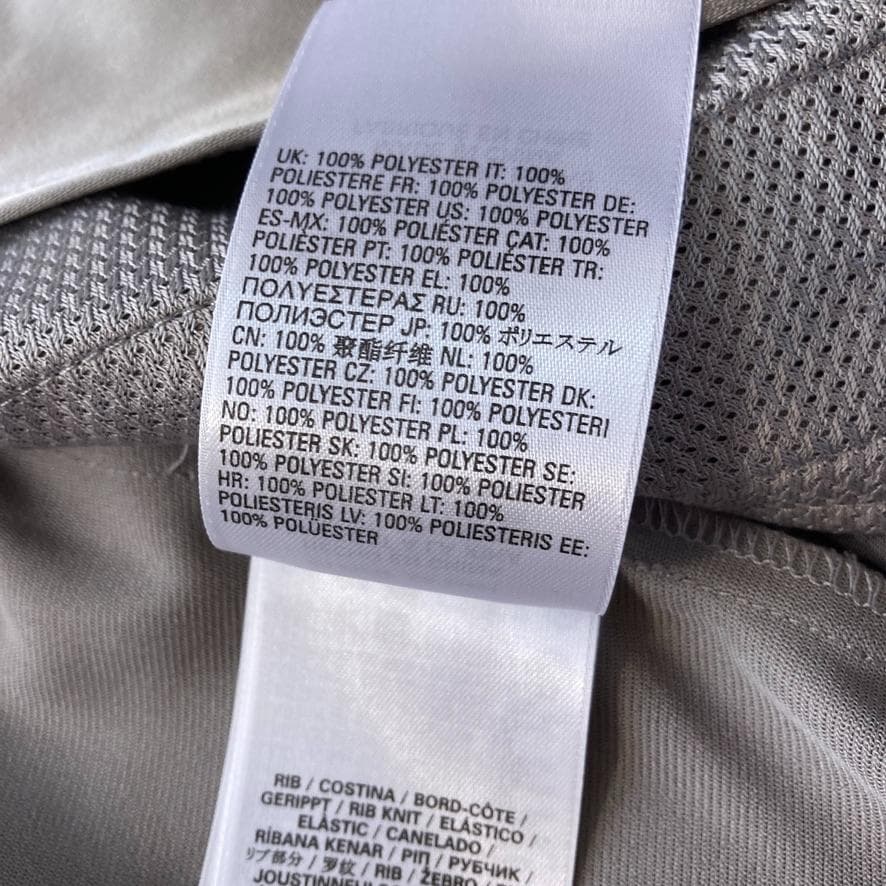 UK: 100% POLYESTER IT: 100%
POLIESTERE FR: 100% POLYESTER DE:
100% POLYESTER US: 100% POLYESTER
ES-MX: 100% POLIÉSTER CAT: 100%
POLIÈSTER PT: 100% POLIÉSTER TR:
100% POLYESTER EL: 100%
ΠΟΛΥΕΣΤΕΡΑΣ RU: 100%
ПОЛИЭСТЕР JP: 100% ポリエステル
CN: 100% 聚酯纤维 NL: 100%
POLYESTER CZ: 100% POLYESTER DK:
100% POLYESTER FI: 100% POLYESTERI
NO: 100% POLYESTER PL: 100%
POLIESTER SK: 100% POLYESTER SE:
100% POLYESTER SI: 100% POLIESTER
HR: 100% POLIESTER LT: 100%
POLIESTERIS LV: 100% POLIESTERIS EE:
100% POLÜESTER
RIB / COSTINA / BORD-CÔTE /
GERIPPT / RIB KNIT / ELÁSTICO /
ELÀSTIC / CANELADO /
RİBANA KENAR / ΡΙΠ / РУБЧИК /
リブ部分 / 罗纹 / RIB / ŽEBRO /